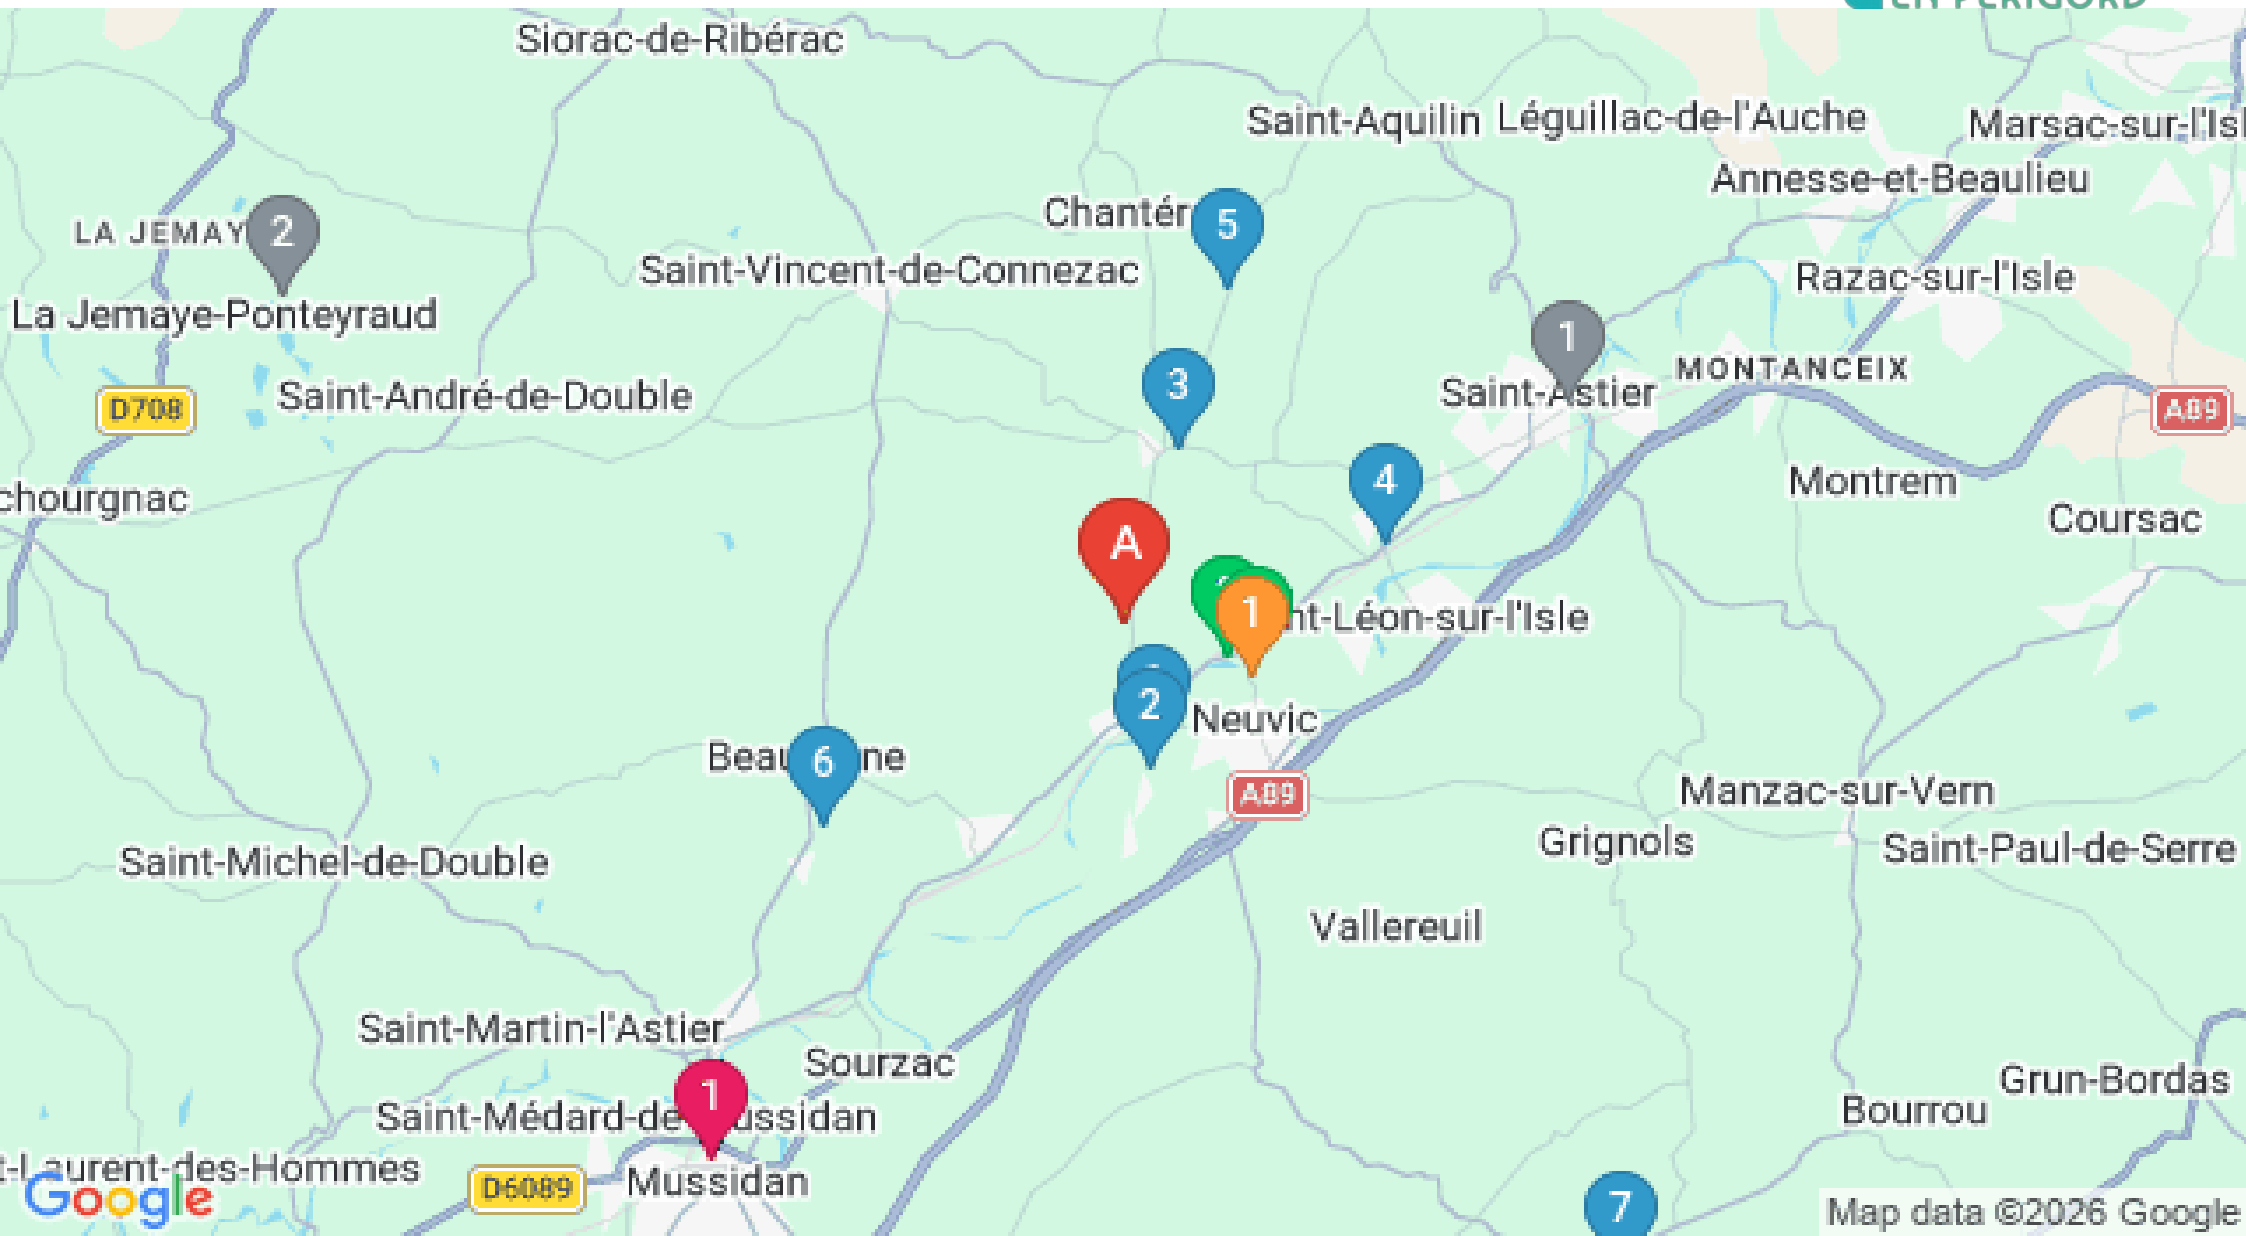 EN PÉRIGORD
Siorac-de-Ribérac
Saint-Aquilin
Léguillac-de-l'Auche
Marsac-sur-l'Isl
Annesse-et-Beaulieu
Chantér
5
LA JEMAY
2
Saint-Vincent-de-Connezac
Razac-sur-l'Isle
La Jemaye-Ponteyraud
1
MONTANCEIX
3
Saint-André-de-Double
Saint-Astier
D708
A89
4
Montrem
chourgnac
Coursac
A
1
nt-Léon-sur-l'Isle
2
Neuvic
Beau
ne
6
A89
Manzac-sur-Vern
Grignols
Saint-Paul-de-Serre
Saint-Michel-de-Double
Vallereuil
Saint-Martin-l'Astier
Sourzac
Grun-Bordas
1
Saint-Médard-de-
ussidan
Bourrou
t-Laurent-des-Hommes
Mussidan
D6089
7
Google
Map data ©2026 Google